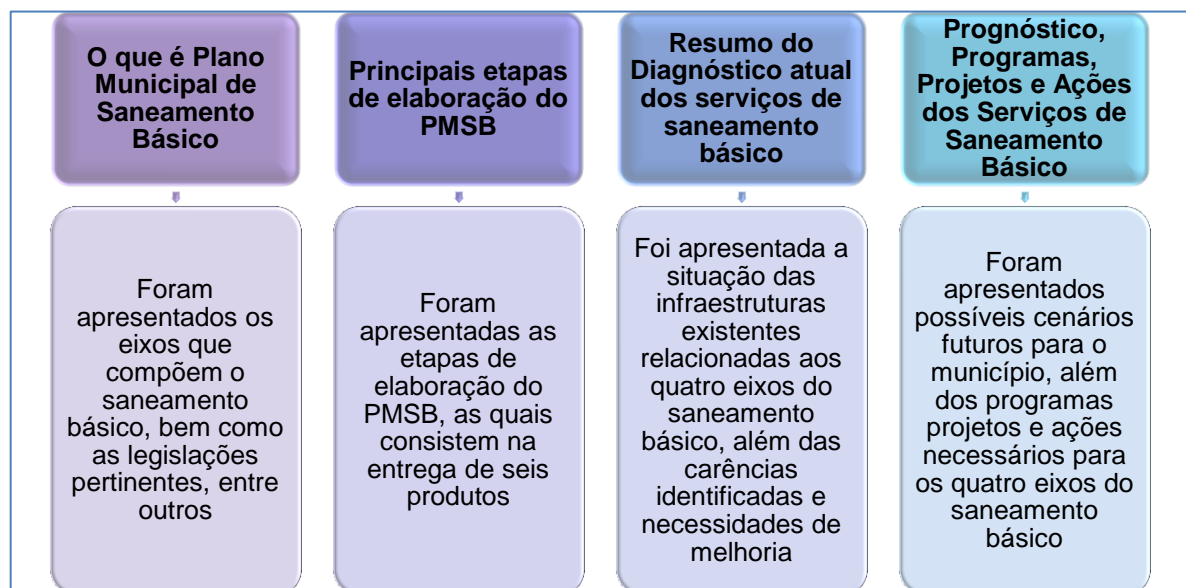 O que é Plano
Municipal de
Saneamento
Básico
Foram
apresentados os
eixos que
compõem o
saneamento
básico, bem como
as legislações
pertinentes, entre
outros
Principais etapas
de elaboração do
PMSB
Foram
apresentadas as
etapas de
elaboração do
PMSB, as quais
consistem na
entrega de seis
produtos
Resumo do
Diagnóstico atual
dos serviços de
saneamento
básico
Foi apresentada a
situação das
infraestruturas
existentes
relacionadas aos
quatro eixos do
saneamento
básico, além das
carências
identificadas e
necessidades de
melhoria
Prognóstico,
Programas,
Projetos e Ações
dos Serviços de
Saneamento
Básico
Foram
apresentados
possíveis cenários
futuros para o
município, além
dos programas
projetos e ações
necessários para
os quatro eixos do
saneamento
básico